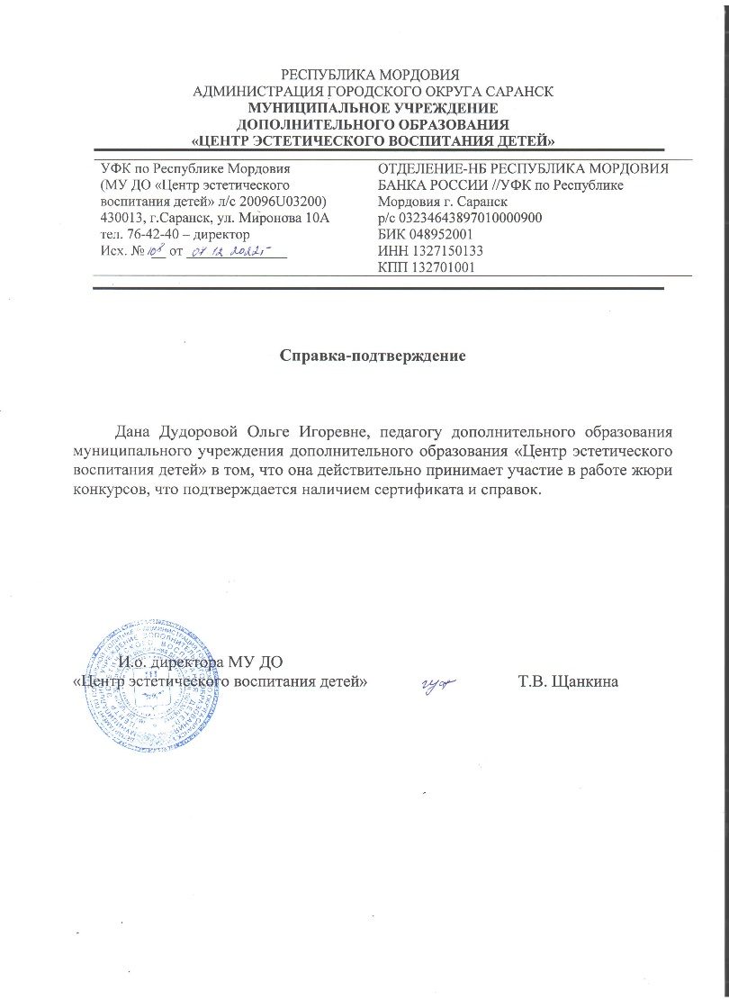 РЕСПУБЛИКА МОРДОВИЯ
АДМИНИСТРАЦИЯ ГОРОДСКОГО ОКРУГА САРАНСК
МУНИЦИПАЛЬНОЕ УЧРЕЖДЕНИЕ
ДОПОЛНИТЕЛЬНОГО ОБРАЗОВАНИЯ
«ЦЕНТР ЭСТЕТИЧЕСКОГО ВОСПИТАНИЯ ДЕТЕЙ»
УФК по Республике Мордовия
(МУ ДО «Центр эстетического
воспитания детей» л/с 20096U03200)
430013, г.Саранск, ул. Миронова 10А
тел. 76-42-40 – директор
Исх. № 108 от 07 12 2022г
ОТДЕЛЕНИЕ-НБ РЕСПУБЛИКА МОРДОВИЯ
БАНКА РОССИИ //УФК по Республике
Мордовия г. Саранск
р/с 03234643897010000900
БИК 048952001
ИНН 1327150133
КПП 132701001
Справка-подтверждение
Дана Дудоровой Ольге Игоревне, педагогу дополнительного образования
муниципального учреждения дополнительного образования «Центр эстетического
воспитания детей» в том, что она действительно принимает участие в работе жюри
конкурсов, что подтверждается наличием сертификата и справок.
И.о. директора МУ ДО
«Центр эстетического воспитания детей»
Т.В. Щанкина